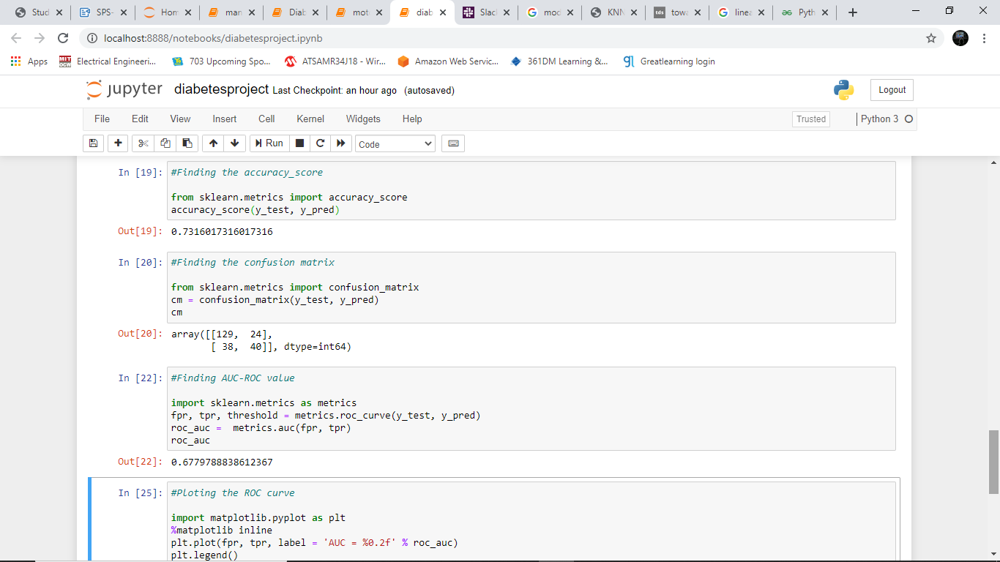 Stud
SPS-
Hom
man
Diab
mot
diab
Slac
mod
KNN
tds
towa
linea
Pyth
localhost:8888/notebooks/diabetesproject.ipynb
Apps
MIT
Electrical Engineeri...
703 Upcoming Spo...
ATSAMR34J18 - Wir...
Amazon Web Servic...
361DM Learning &...
gl
Greatlearning login
jupyter
diabetesproject Last Checkpoint: an hour ago (autosaved)
Logout
File Edit View Insert Cell Kernel Widgets Help
Trusted
Python 3
Run
Code
In [19]: #Finding the accuracy_score
from sklearn.metrics import accuracy_score
accuracy_score(y_test, y_pred)
Out[19]: 0.7316017316017316
In [20]: #Finding the confusion matrix
from sklearn.metrics import confusion_matrix
cm = confusion_matrix(y_test, y_pred)
cm
Out[20]: array([[129,  24],
       [ 38,  40]], dtype=int64)
In [22]: #Finding AUC-ROC value
import sklearn.metrics as metrics
fpr, tpr, threshold = metrics.roc_curve(y_test, y_pred)
roc_auc =  metrics.auc(fpr, tpr)
roc_auc
Out[22]: 0.6779788838612367
In [25]: #Ploting the ROC curve
import matplotlib.pyplot as plt
%matplotlib inline
plt.plot(fpr, tpr, label = 'AUC = %0.2f' % roc_auc)
plt.legend()